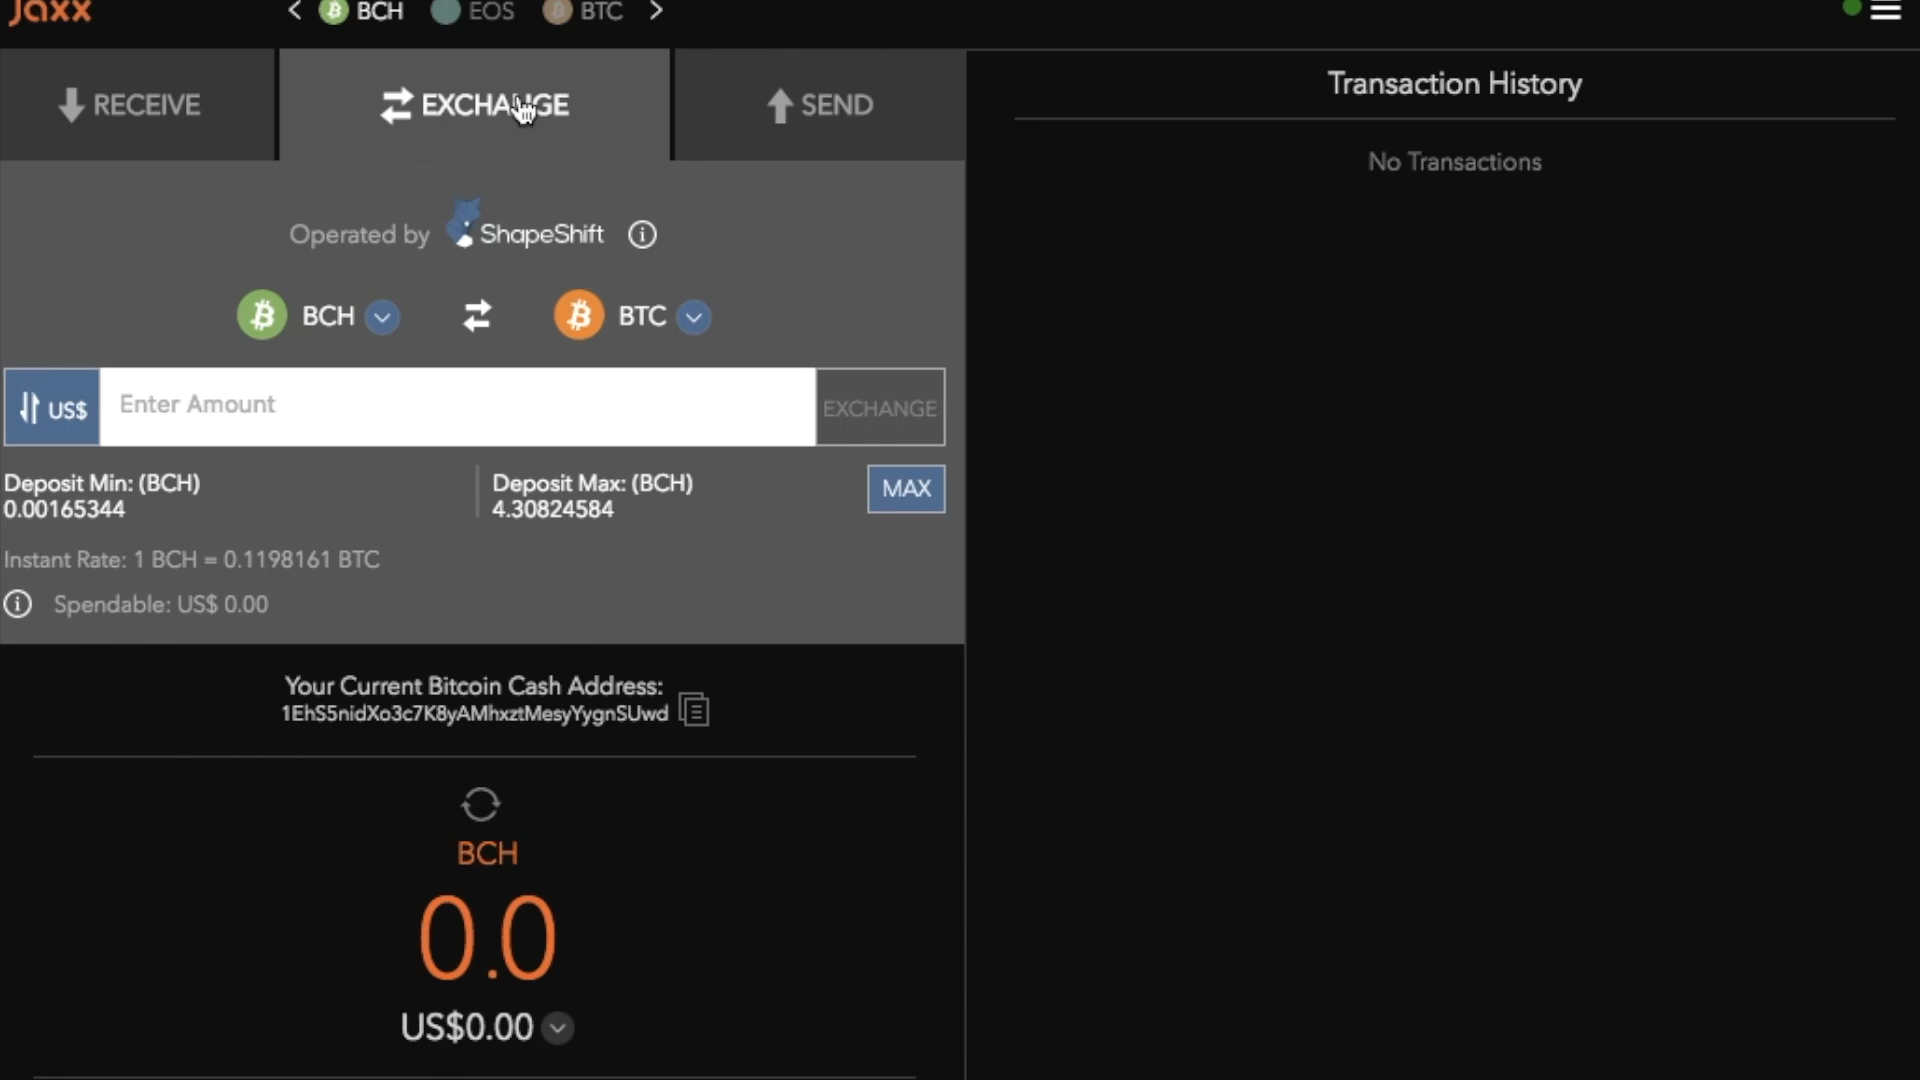 Jaxx
BCH EOS BTC
RECEIVE
EXCHANGE
SEND
Operated by ShapeShift
BCH
BTC
US$
Enter Amount
EXCHANGE
Deposit Min: (BCH)
0.00165344
Deposit Max: (BCH)
4.30824584
MAX
Instant Rate: 1 BCH = 0.1198161 BTC
Spendable: US$ 0.00
Your Current Bitcoin Cash Address:
1EhS5nidXo3c7K8yAMhxztMesyYygnSUwd
BCH
0.0
US$0.00
Transaction History
No Transactions